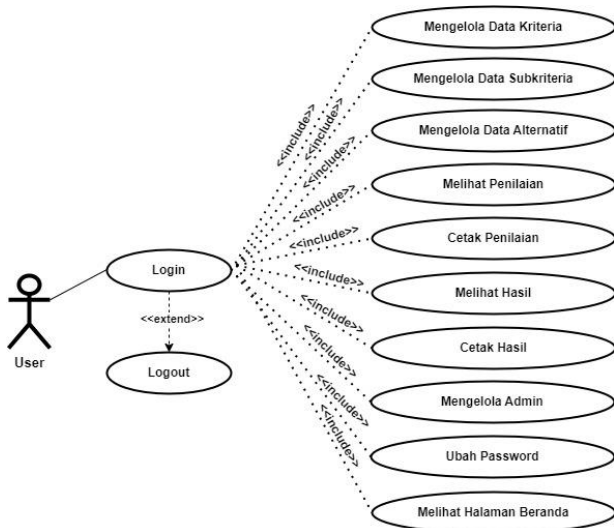 Mengelola Data Kriteria
<<include>>
Mengelola Data Subkriteria
<<include>>
Mengelola Data Alternatif
<<include>>
Melihat Penilaian
<<include>>
Cetak Penilaian
<<include>>
Login
Melihat Hasil
<<include>>
<<extend>>
Cetak Hasil
<<include>>
User
Logout
Mengelola Admin
<<include>>
Ubah Password
<<include>>
Melihat Halaman Beranda
<<include>>